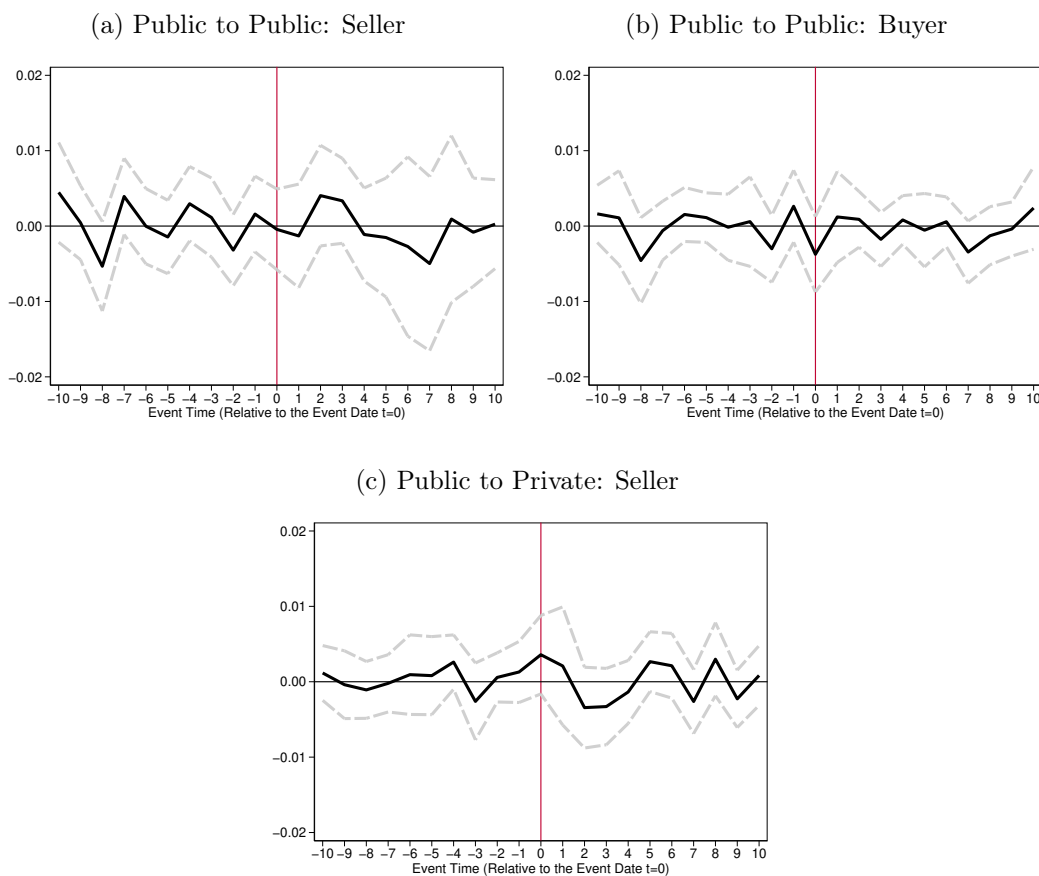 (a) Public to Public: Seller
(b) Public to Public: Buyer
0.02
0.01
0.00
−0.01
−0.02
−10 −9 −8 −7 −6 −5 −4 −3 −2 −1 0 1 2 3 4 5 6 7 8 9 10
Event Time (Relative to the Event Date t=0)
0.02
0.01
0.00
−0.01
−0.02
−10 −9 −8 −7 −6 −5 −4 −3 −2 −1 0 1 2 3 4 5 6 7 8 9 10
Event Time (Relative to the Event Date t=0)
(c) Public to Private: Seller
0.02
0.01
0.00
−0.01
−0.02
−10 −9 −8 −7 −6 −5 −4 −3 −2 −1 0 1 2 3 4 5 6 7 8 9 10
Event Time (Relative to the Event Date t=0)